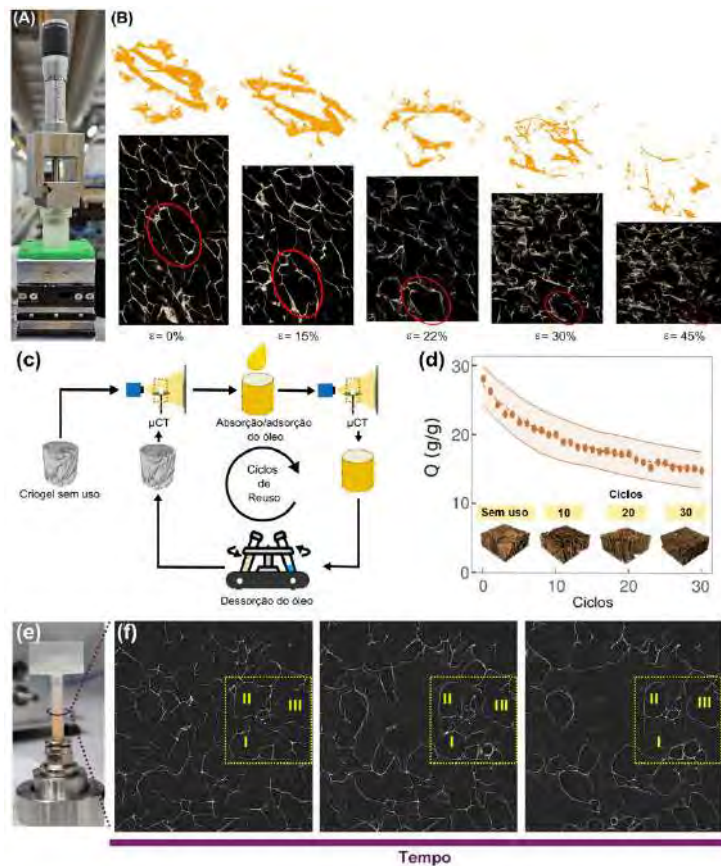 (A)
(B)
ε= 0%
ε= 15%
ε= 22%
ε= 30%
ε= 45%
(c)
µCT
Absorção/adsorção
do óleo
µCT
Criogel sem uso
Ciclos
de
Reuso
Dessorção do óleo
(d)
Q (g/g)
30
20
10
0
Ciclos
Sem uso
10
20
30
0
10
20
30
Ciclos
(e)
(f)
II
III
I
II
III
I
II
III
I
Tempo